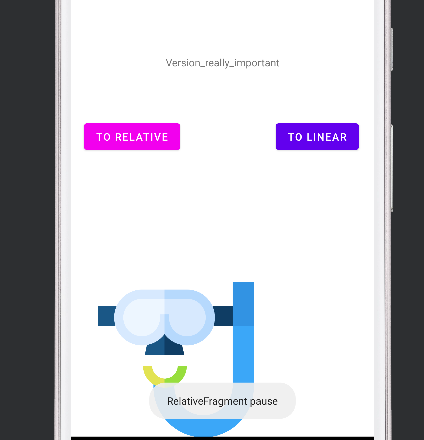 Version_really_important
TO RELATIVE
TO LINEAR
RelativeFragment pause